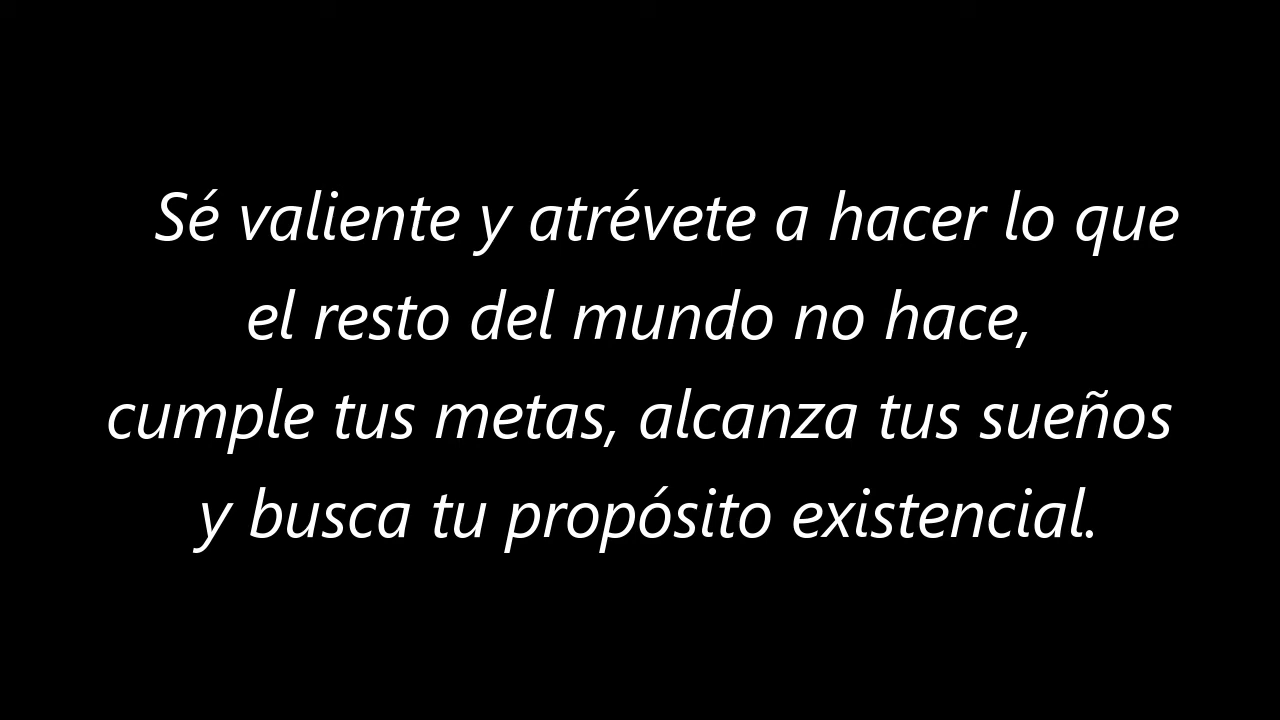 Sé valiente y atrévete a hacer lo que
el resto del mundo no hace,
cumple tus metas, alcanza tus sueños
y busca tu propósito existencial.